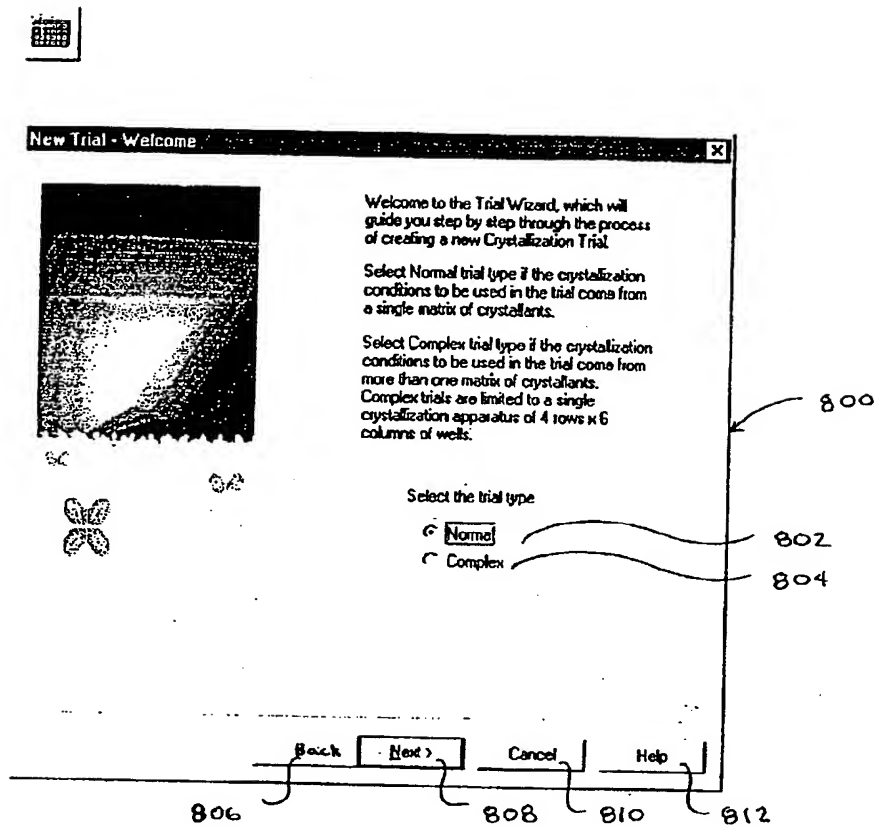 New Trial - Welcome
Welcome to the Trial Wizard, which will
guide you step by step through the process
of creating a new Crystallization Trial.
Select Normal trial type if the crystallization
conditions to be used in the trial come from
a single matrix of crystallants.
Select Complex trial type if the crystallization
conditions to be used in the trial come from
more than one matrix of crystallants.
Complex trials are limited to a single
crystallization apparatus of 4 rows x 6
columns of wells.
800
Select the trial type
Normal
802
Complex
804
Back
Next >
Cancel
Help
806
808
810
812